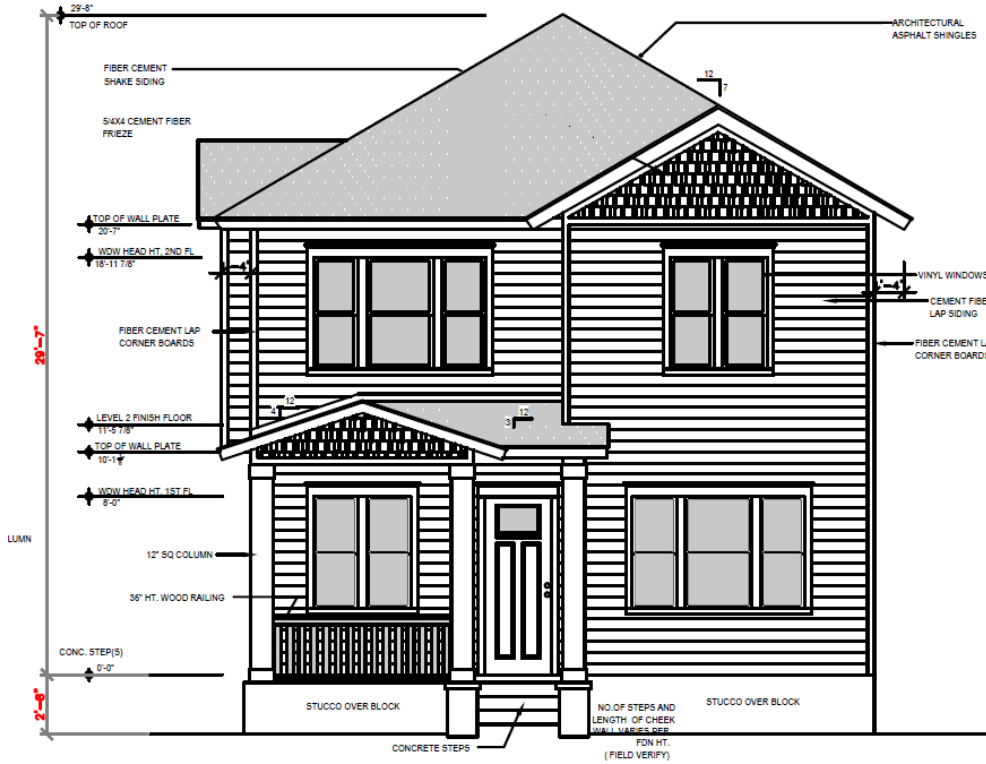 29'-8"
TOP OF ROOF
ARCHITECTURAL
ASPHALT SHINGLES
FIBER CEMENT
SHAKE SIDING
12
7
5/4X4 CEMENT FIBER
FRIEZE
TOP OF WALL PLATE
20'-7"
WDW HEAD HT. 2ND FL
18'-11 7/8"
VINYL WINDOWS
CEMENT FIBE
LAP SIDING
FIBER CEMENT LAP
CORNER BOARDS
FIBER CEMENT LA
CORNER BOARDS
29'-7"
12
4
12
3
LEVEL 2 FINISH FLOOR
11'-5 7/8"
TOP OF WALL PLATE
WDW HEAD HT. 1ST FL
8'-0"
LUMN
12" SQ COLUMN
36" HT. WOOD RAILING
CONC. STEP(S)
0'-0"
STUCCO OVER BLOCK
STUCCO OVER BLOCK
NO.OF STEPS AND
LENGTH OF CHEEK
WALL VARIES PER
FDN HT.
( FIELD VERIFY)
CONCRETE STEPS